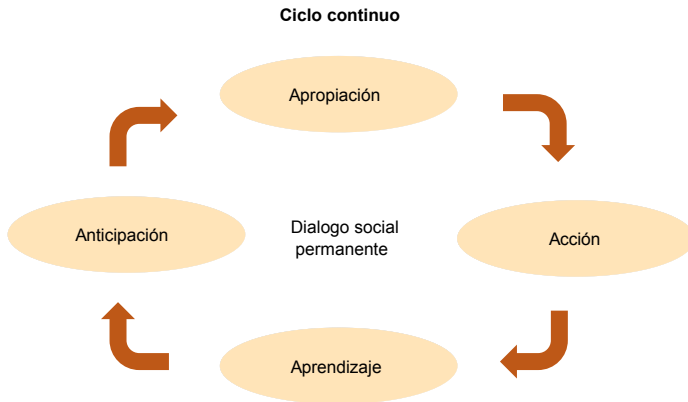 Ciclo continuo
Apropiación
Anticipación
Dialogo social
permanente
Acción
Aprendizaje